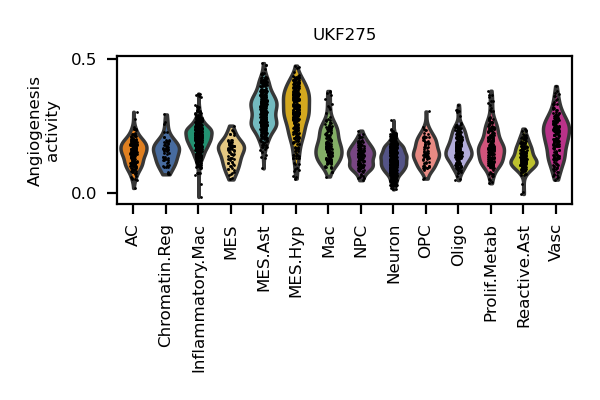 UKF275
Angiogenesis
activity
0.5
0.0
AC
Chromatin.Reg
Inflammatory.Mac
MES
MES.Ast
MES.Hyp
Mac
NPC
Neuron
OPC
Oligo
Prolif.Metab
Reactive.Ast
Vasc